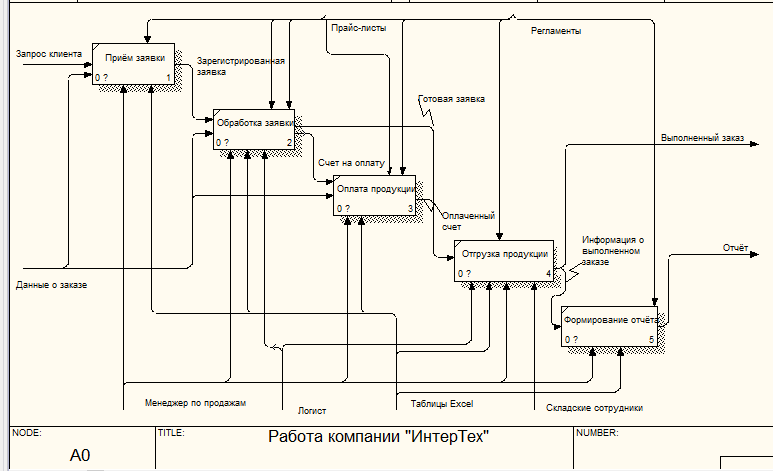 Прайс-листы
Регламенты
Запрос клиента
Приём заявки
0 ?
1
Зарегистрированная
заявка
Готовая заявка
Обработка заявки
0 ?
2
Выполненный заказ
Счет на оплату
Оплата продукции
0 ?
3
Оплаченный
счет
Информация о
выполненном
заказе
Отчёт
Отгрузка продукции
0 ?
4
Данные о заказе
Формирование отчёта
0 ?
5
Менеджер по продажам
Логист
Таблицы Excel
Складские сотрудники
NODE:
TITLE:
NUMBER:
Работа компании "ИнтерТех"
A0